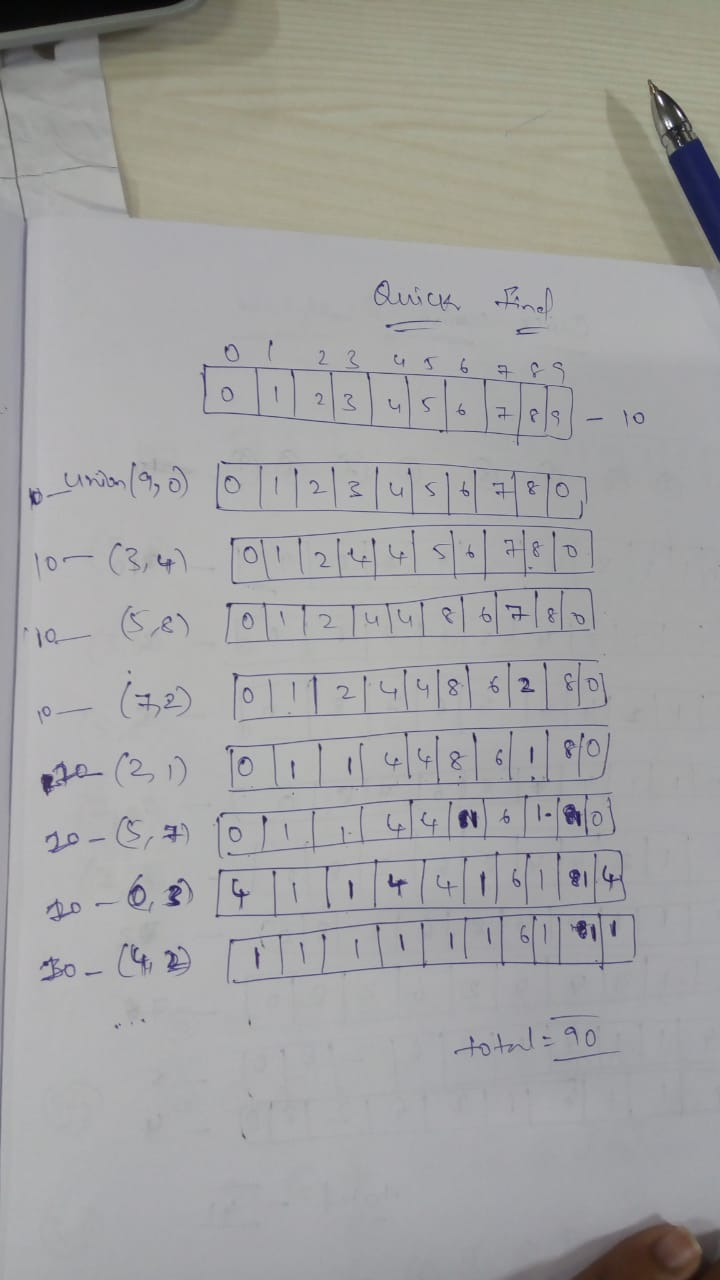 Quick Find
0 1 2 3 4 5 6 7 8 9
0 1 2 3 4 5 6 7 8 9 - 10
Union(9,0) 0 1 2 3 4 5 6 7 8 0
10 - (3,4) 0 1 2 4 4 5 6 7 8 0
10 - (5,8) 0 1 2 4 4 8 6 7 8 0
10 - (7,2) 0 1 2 4 4 8 6 2 8 0
(2,1) 0 1 1 4 4 8 6 1 8 0
(5,7) 0 1 1 4 4 6 1 0
(0,3) 4 1 1 4 4 1 6 1 1 4
(4,2) 1 1 1 1 1 1 6 1 1 1
...
total = 90